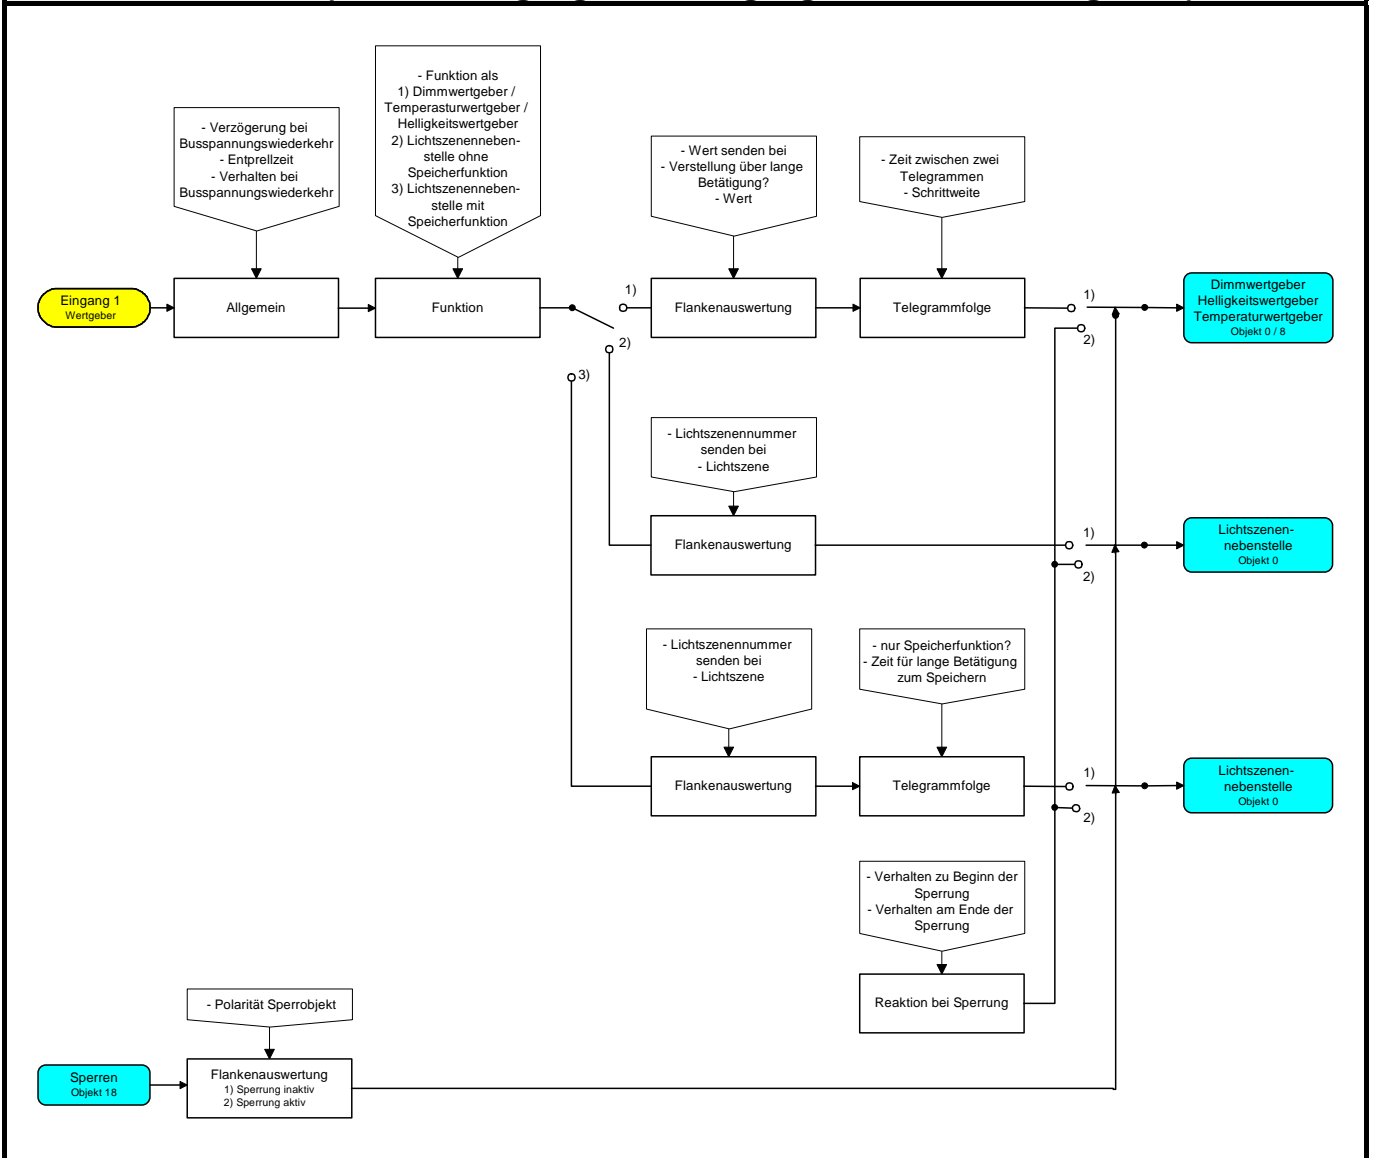 - Funktion als
1) Dimmwertgeber /
Temperasturwertgeber /
Helligkeitswertgeber
2) Lichtszenenneben-
stelle ohne
Speicherfunktion
3) Lichtszenenneben-
stelle mit
Speicherfunktion
- Verzögerung bei
Busspannungswiederkehr
- Entprellzeit
- Verhalten bei
Busspannungswiederkehr
- Wert senden bei
- Verstellung über lange
Betätigung?
- Wert
- Zeit zwischen zwei
Telegrammen
- Schrittweite
Eingang 1
Wertgeber
Allgemein
Funktion
1)
2)
3)
Flankenauswertung
Telegrammfolge
1)
2)
Dimmwertgeber
Helligkeitswertgeber
Temperaturwertgeber
Objekt 0 / 8
- Lichtszenennummer
senden bei
- Lichtszene
Flankenauswertung
1)
2)
Lichtszenen-
nebenstelle
Objekt 0
- Lichtszenennummer
senden bei
- Lichtszene
- nur Speicherfunktion?
- Zeit für lange Betätigung
zum Speichern
Flankenauswertung
Telegrammfolge
1)
2)
Lichtszenen-
nebenstelle
Objekt 0
- Verhalten zu Beginn der
Sperrung
- Verhalten am Ende der
Sperrung
Reaktion bei Sperrung
- Polarität Sperrobjekt
Sperren
Objekt 18
Flankenauswertung
1) Sperrung inaktiv
2) Sperrung aktiv